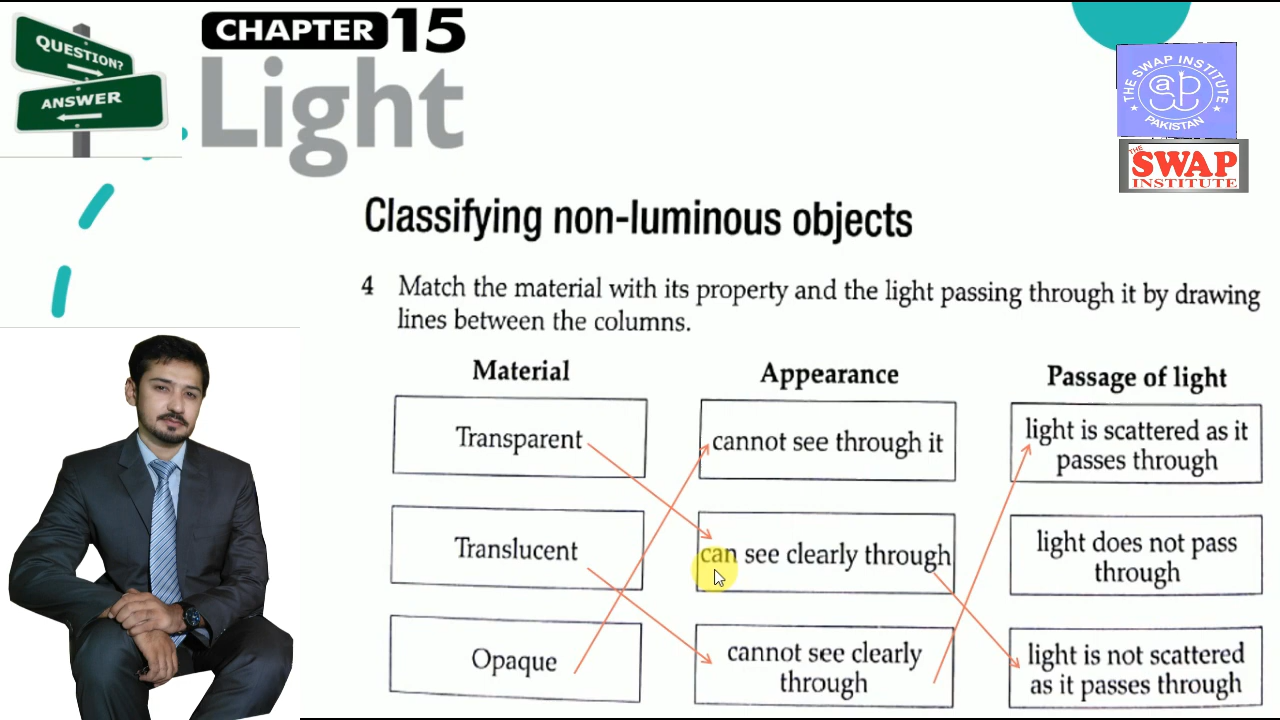 QUESTION?
ANSWER
CHAPTER 15
Light
THE SWAP INSTITUTE
PAKISTAN
THE
SWAP
INSTITUTE
Classifying non-luminous objects
4 Match the material with its property and the light passing through it by drawing
lines between the columns.
Material Appearance Passage of light
Transparent
cannot see through it
light is scattered as it
passes through
Translucent
can see clearly through
light does not pass
through
Opaque
cannot see clearly
through
light is not scattered
as it passes through